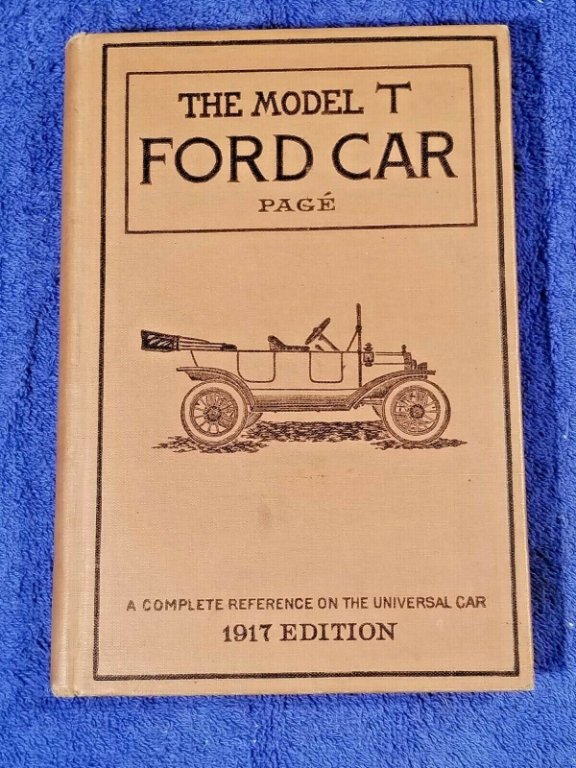 THE MODEL T
FORD CAR
PAGÉ
A COMPLETE REFERENCE ON THE UNIVERSAL CAR
1917 EDITION